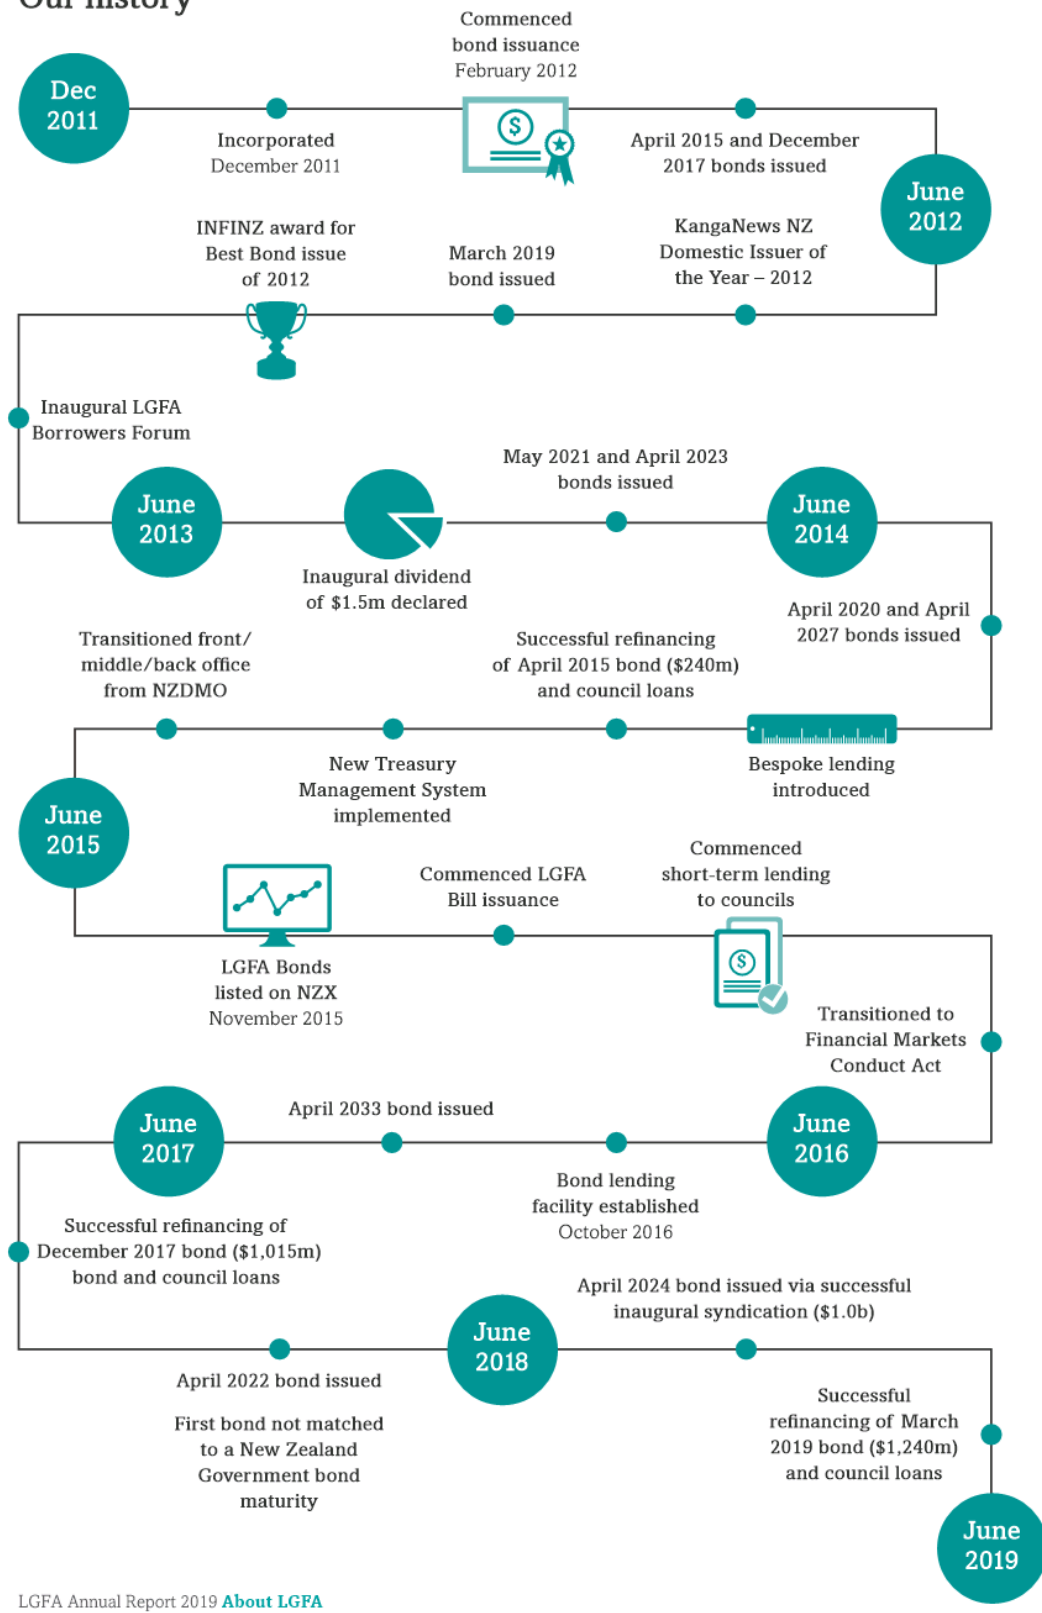 Our history
Dec
2011
Incorporated
December 2011
Commenced
bond issuance
February 2012
$
April 2015 and December
2017 bonds issued
June
2012
KangaNews NZ
Domestic Issuer of
the Year – 2012
March 2019
bond issued
INFINZ award for
Best Bond issue
of 2012
Inaugural LGFA
Borrowers Forum
June
2013
Inaugural dividend
of $1.5m declared
May 2021 and April 2023
bonds issued
June
2014
April 2020 and April
2027 bonds issued
Bespoke lending
introduced
Successful refinancing
of April 2015 bond ($240m)
and council loans
New Treasury
Management System
implemented
Transitioned front/
middle/back office
from NZDMO
June
2015
LGFA Bonds
listed on NZX
November 2015
Commenced LGFA
Bill issuance
Commenced
short-term lending
to councils
$
Transitioned to
Financial Markets
Conduct Act
June
2016
Bond lending
facility established
October 2016
April 2033 bond issued
June
2017
Successful refinancing of
December 2017 bond ($1,015m)
bond and council loans
April 2022 bond issued
First bond not matched
to a New Zealand
Government bond
maturity
June
2018
April 2024 bond issued via successful
inaugural syndication ($1.0b)
Successful
refinancing of March
2019 bond ($1,240m)
and council loans
June
2019
LGFA Annual Report 2019 About LGFA